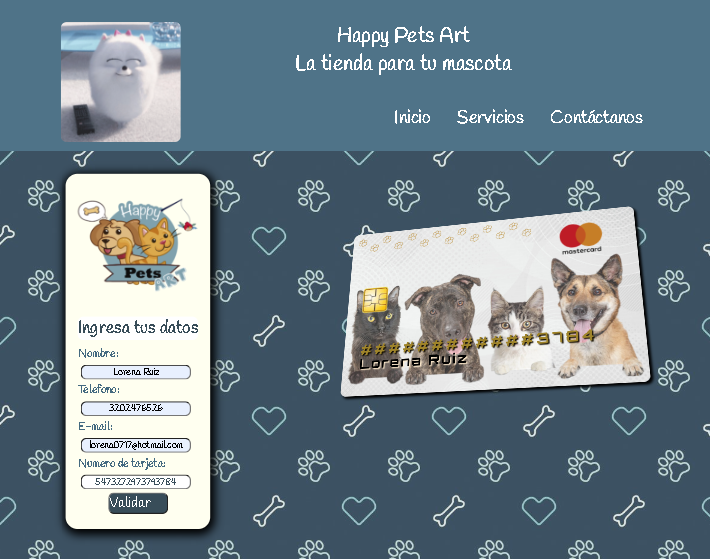 Happy Pets Art
La tienda para tu mascota
Inicio Servicios Contáctanos
Happy
Pets
ART
mastercard
############3784
Lorena Ruiz
Ingresa tus datos
Nombre:
Lorena Ruiz
Telefono:
3202476526
E-mail:
lorena0717@hotmail.com
Numero de tarjeta:
5473272973793784
Validar